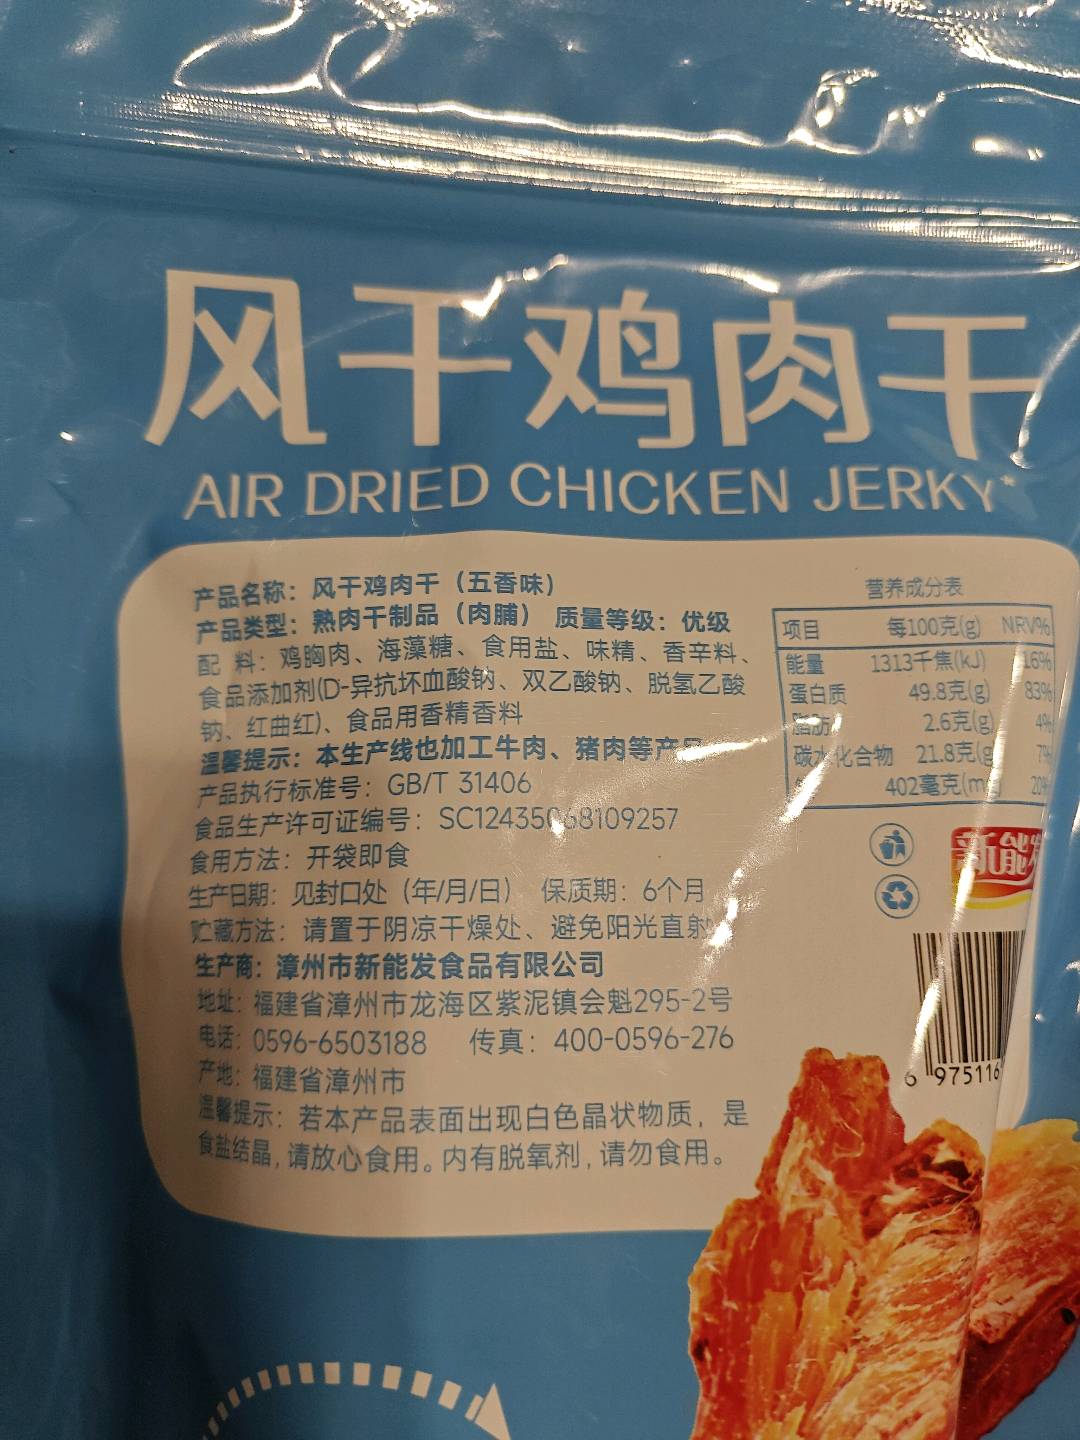 风干鸡肉干
AIR DRIED CHICKEN JERKY*
产品名称：风干鸡肉干（五香味）
产品类型：熟肉干制品（肉脯） 质量等级：优级
配 料：鸡胸肉、海藻糖、食用盐、味精、香辛料、
食品添加剂(D-异抗坏血酸钠、双乙酸钠、脱氢乙酸
钠、红曲红)、食品用香精香料
温馨提示：本生产线也加工牛肉、猪肉等产品
产品执行标准号：GB/T 31406
食品生产许可证编号：
食用方法：开袋即食
生产日期：见封口处（年/月/日） 保质期：6个月
贮藏方法：请置于阴凉干燥处、避免阳光直射
生产商：漳州市新能发食品有限公司
地址：福建省漳州市龙海区紫泥镇会魁295-2号
电话：0596-6503188 传真：400-0596-276
产地：福建省漳州市
温馨提示：若本产品表面出现白色晶状物质，是
食盐结晶，请放心食用。内有脱氧剂，请勿食用。
营养成分表
项目 每100克(g) NRV%
能量 1313千焦(kJ) 16%
蛋白质 49.8克(g) 83%
脂肪 2.6克(g) 4%
碳水化合物 21.8克(g 7%
402毫克(m 20%
新能
6 975116